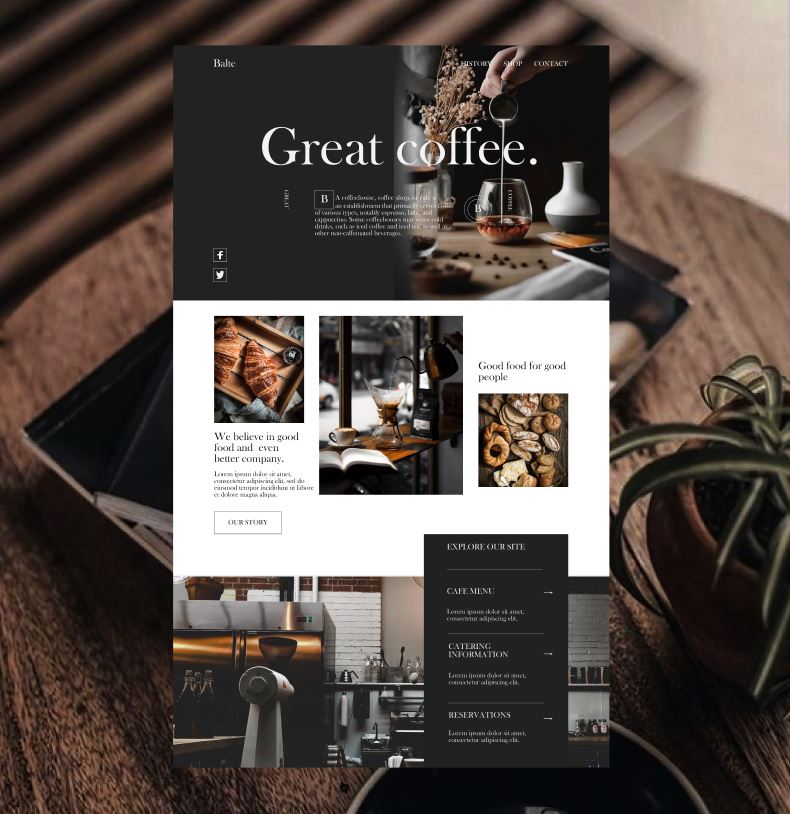 Balte
HISTORY SHOP CONTACT
Great coffee.
GREAT
B
A coffeehouse, coffee shop, or café is
an establishment that primarily serves coffee
of various types, notably espresso, latte, and
cappuccino. Some coffeehouses may serve cold
drinks, such as iced coffee and iced tea, as well as
other non-caffeinated beverages.
B
COFFEE
Good food for good
people
We believe in good
food and even
better company.
Lorem ipsum dolor sit amet,
consectetur adipiscing elit, sed do
eiusmod tempor incididunt ut labore
et dolore magna aliqua.
OUR STORY
EXPLORE OUR SITE
CAFE MENU →
Lorem ipsum dolor sit amet,
consectetur adipiscing elit.
CATERING
INFORMATION →
Lorem ipsum dolor sit amet,
consectetur adipiscing elit.
RESERVATIONS →
Lorem ipsum dolor sit amet,
consectetur adipiscing elit.